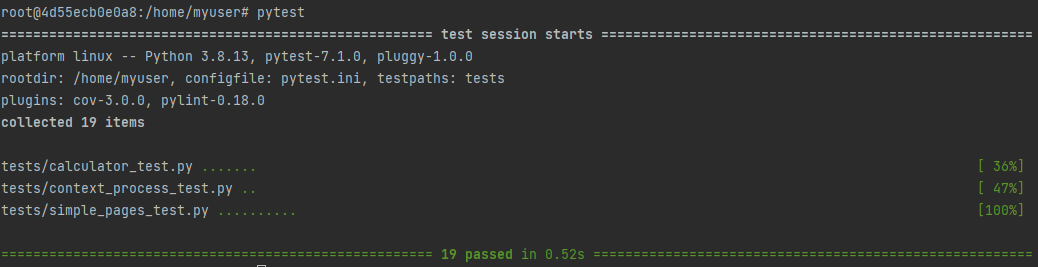 root@4d55ecb0e0a8:/home/myuser# pytest
====================================================== test session starts ======================================================
platform linux -- Python 3.8.13, pytest-7.1.0, pluggy-1.0.0
rootdir: /home/myuser, configfile: pytest.ini, testpaths: tests
plugins: cov-3.0.0, pylint-0.18.0
collected 19 items
tests/calculator_test.py ....... [ 36%]
tests/context_process_test.py .. [ 47%]
tests/simple_pages_test.py .......... [100%]
====================================================== 19 passed in 0.52s =======================================================